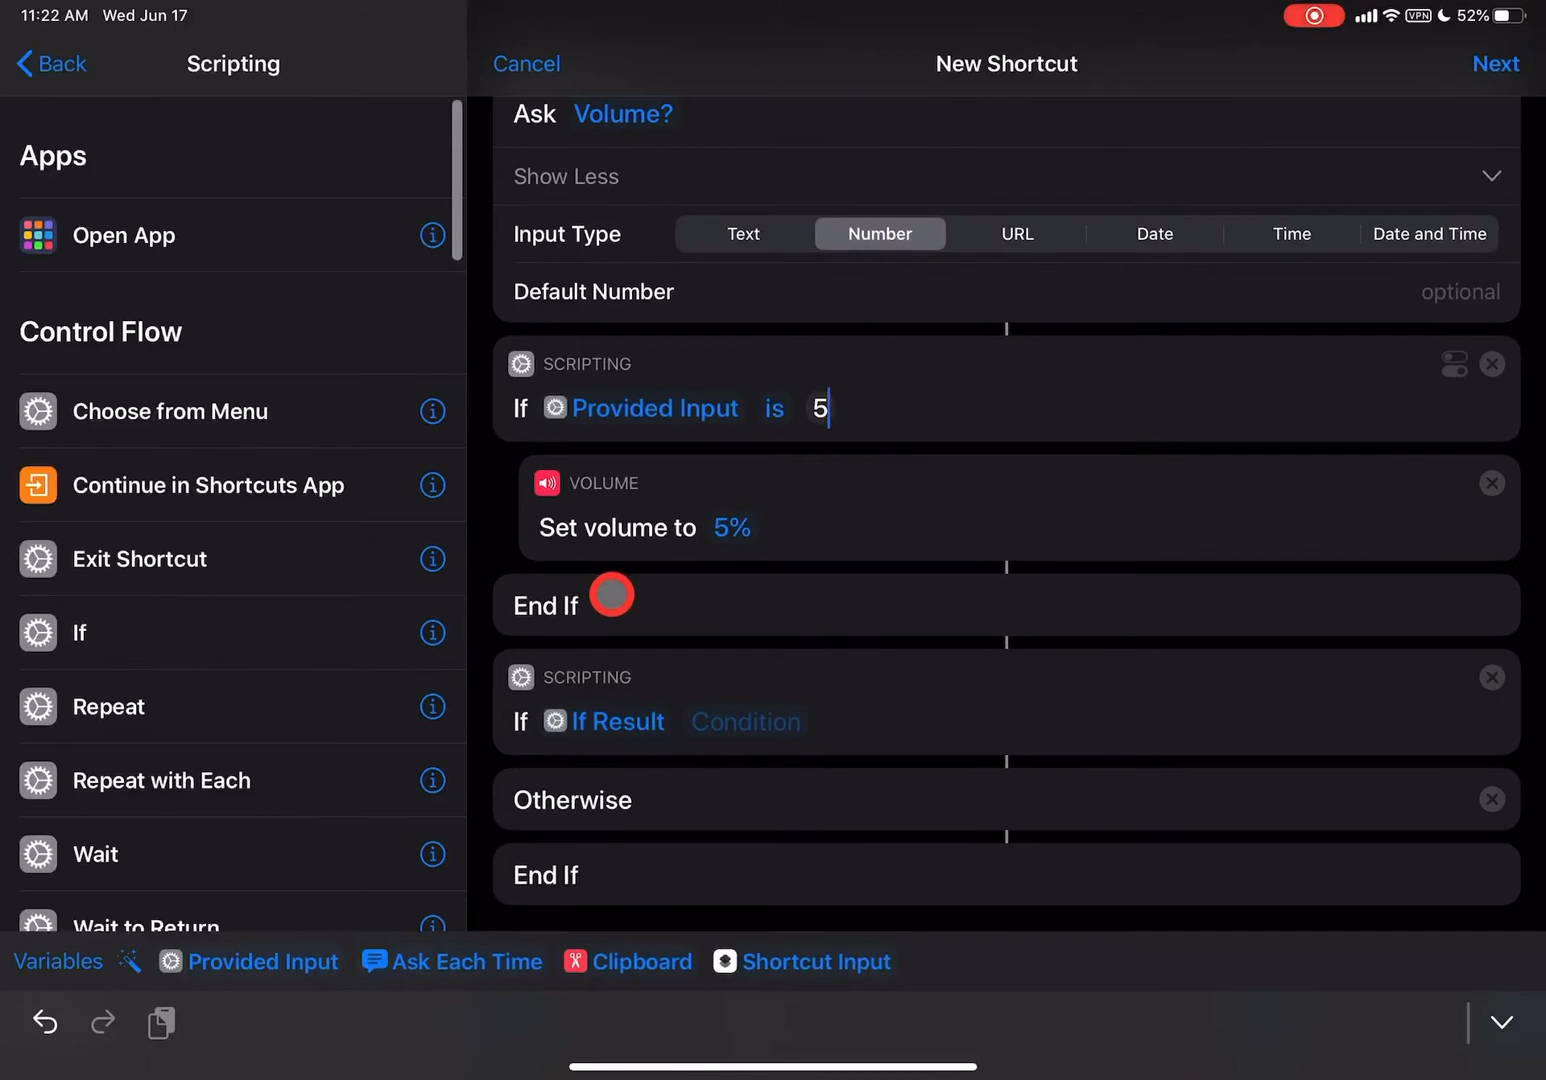 11:22 AM Wed Jun 17
VPN 52%
Back
Scripting
Cancel
New Shortcut
Next
Apps
Open App
Control Flow
Choose from Menu
Continue in Shortcuts App
Exit Shortcut
If
Repeat
Repeat with Each
Wait
Wait to Return
Ask Volume?
Show Less
Input Type Text Number URL Date Time Date and Time
Default Number optional
SCRIPTING
If Provided Input is 5
VOLUME
Set volume to 5%
End If
SCRIPTING
If If Result Condition
Otherwise
End If
Variables Provided Input Ask Each Time Clipboard Shortcut Input